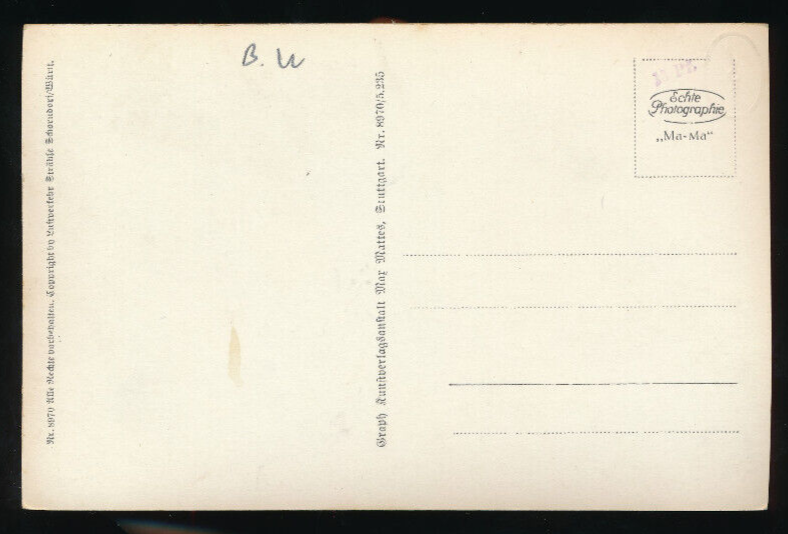 B. W
Nr. 8970 Alle Rechte vorbehalten. Copyright by Luftverkehr Strähle Schorndorf/Württ.
Graph Kunstverlagsanstalt Max Mattes, Stuttgart. Nr. 8970/5.235
Echte
Photographie
„Ma-Ma“